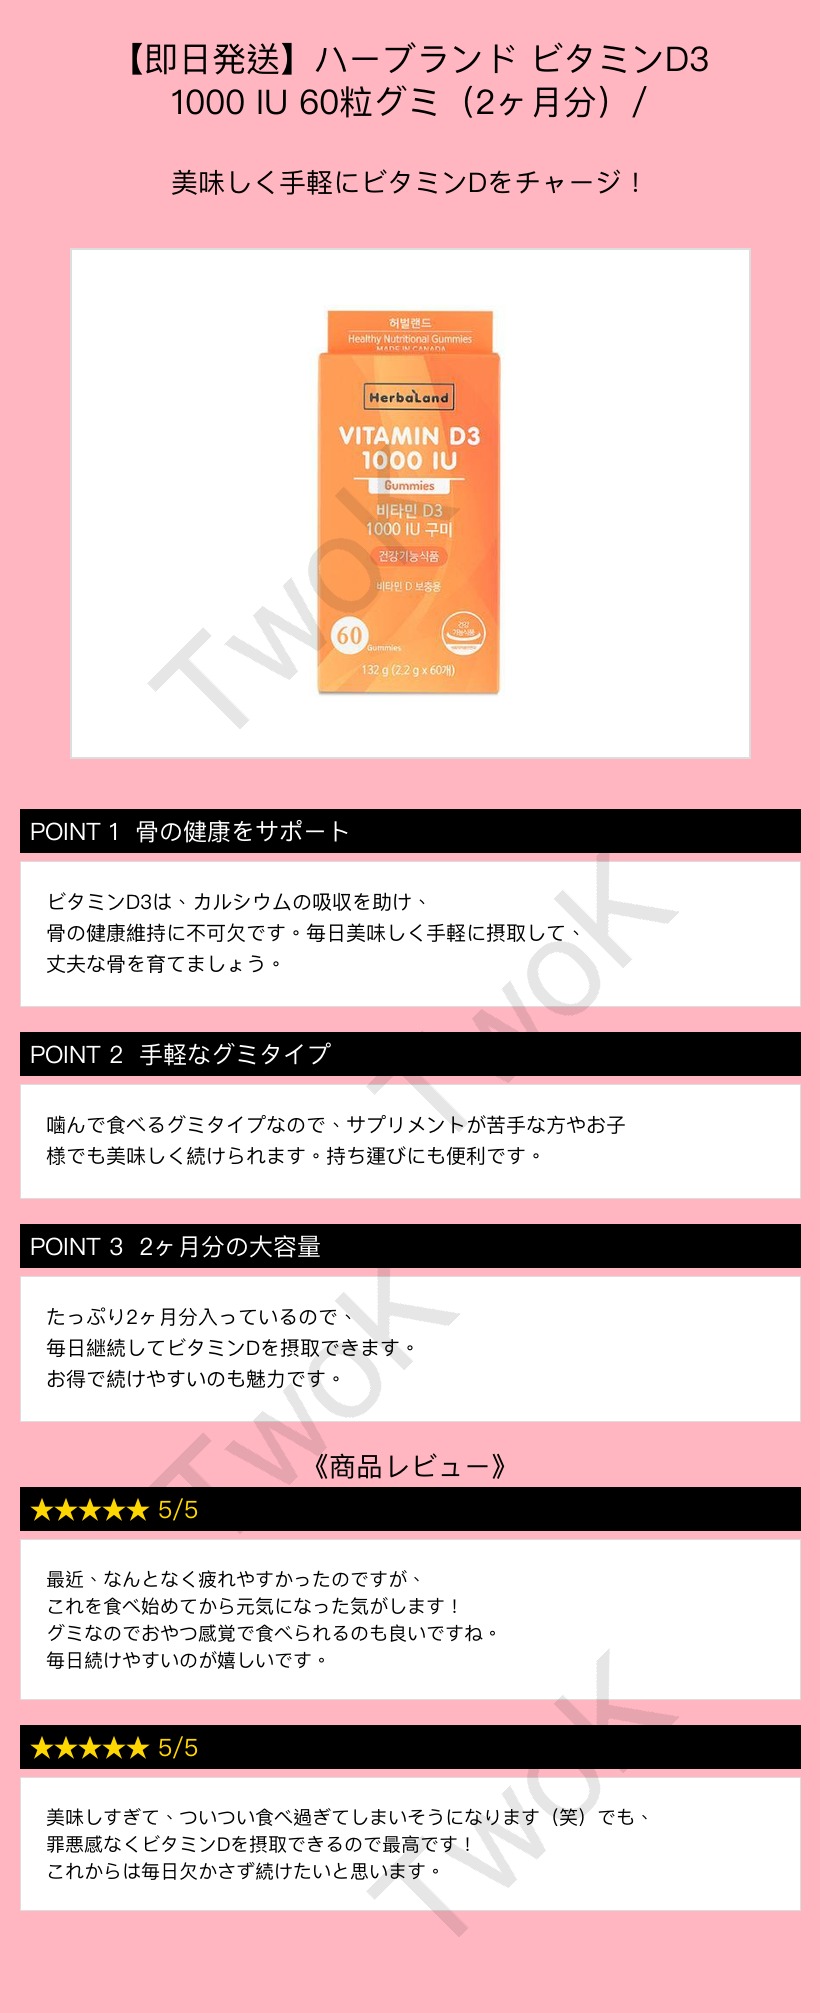 【即日発送】ハーブランド ビタミンD3
1000 IU 60粒グミ（2ヶ月分）/
美味しく手軽にビタミンDをチャージ！
허벌랜드
Healthy Nutritional Gummies
MADE IN CANADA
HerbaLand
VITAMIN D3
1000 IU
Gummies
비타민 D3
1000 IU 구미
건강기능식품
비타민 D 보충용
60
Gummies
건강
기능식품
132 g (2.2 g x 60개)
TwoK
POINT 1 骨の健康をサポート
ビタミンD3は、カルシウムの吸収を助け、
骨の健康維持に不可欠です。毎日美味しく手軽に摂取して、
丈夫な骨を育てましょう。
TwoK
POINT 2 手軽なグミタイプ
噛んで食べるグミタイプなので、サプリメントが苦手な方やお子
様でも美味しく続けられます。持ち運びにも便利です。
POINT 3 2ヶ月分の大容量
たっぷり2ヶ月分入っているので、
毎日継続してビタミンDを摂取できます。
お得で続けやすいのも魅力です。
TwoK
《商品レビュー》
★★★★★ 5/5
最近、なんとなく疲れやすかったのですが、
これを食べ始めてから元気になった気がします！
グミなのでおやつ感覚で食べられるのも良いですね。
毎日続けやすいのが嬉しいです。
★★★★★ 5/5
美味しすぎて、ついつい食べ過ぎてしまいそうになります（笑）でも、
罪悪感なくビタミンDを摂取できるので最高です！
これからは毎日欠かさず続けたいと思います。
TwoK